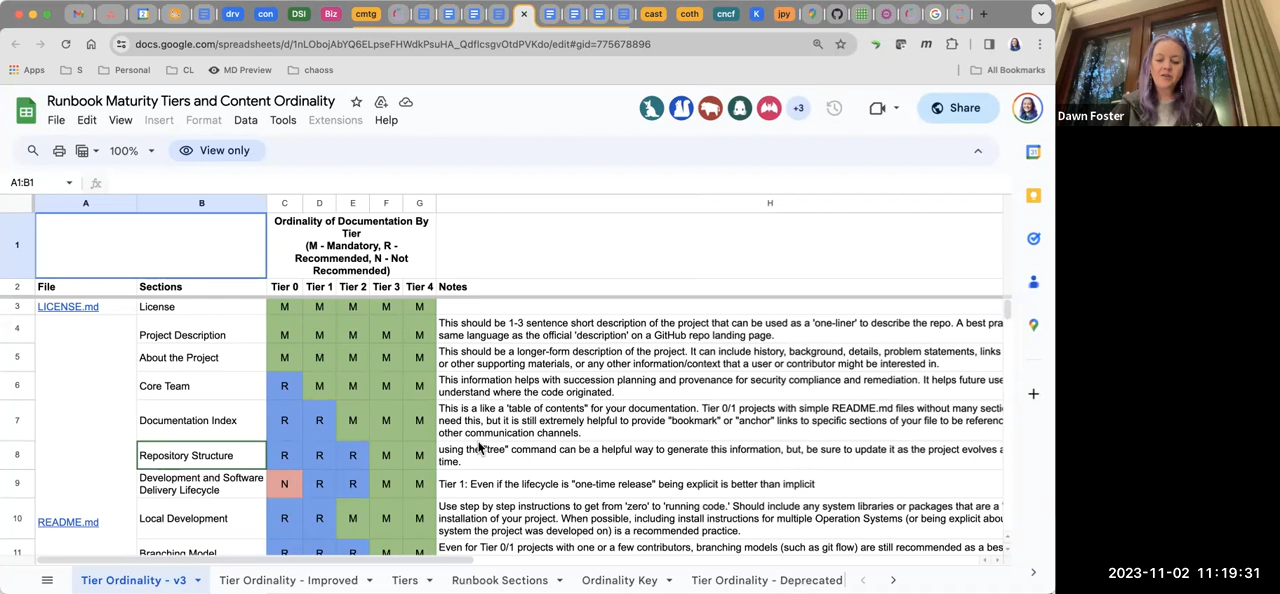 drv con DSI Biz cmtg cast coth cncf K jpy
docs.google.com/spreadsheets/d/1nLObojAbYQ6ELpseFHWdkPsuHA_QdflcsgvOtdPVKdo/edit#gid=775678896
Apps S Personal CL MD Preview chaoss All Bookmarks
Runbook Maturity Tiers and Content Ordinality
File Edit View Insert Format Data Tools Extensions Help
+3 Share
100% View only
A1:B1 fx
A B C D E F G H
1 Ordinality of Documentation By
Tier
(M - Mandatory, R -
Recommended, N - Not
Recommended)
2 File Sections Tier 0 Tier 1 Tier 2 Tier 3 Tier 4 Notes
3 LICENSE.md License M M M M M
4 Project Description M M M M M This should be 1-3 sentence short description of the project that can be used as a 'one-liner' to describe the repo. A best pra
same language as the official 'description' on a GitHub repo landing page.
5 About the Project M M M M M This should be a longer-form description of the project. It can include history, background, details, problem statements, links
or other supporting materials, or any other information/context that a user or contributor might be interested in.
6 Core Team R M M M M This information helps with succession planning and provenance for security compliance and remediation. It helps future use
understand where the code originated.
7 Documentation Index R R M M M This is a like a 'table of contents" for your documentation. Tier 0/1 projects with simple README.md files without many secti
need this, but it is still extremely helpful to provide "bookmark" or "anchor" links to specific sections of your file to be referenc
other communication channels.
8 Repository Structure R R R M M using the "tree" command can be a helpful way to generate this information, but, be sure to update it as the project evolves a
time.
9 Development and Software
Delivery Lifecycle N R R M M Tier 1: Even if the lifecycle is "one-time release" being explicit is better than implicit
10 README.md Local Development R R M M M Use step by step instructions to get from 'zero' to 'running code.' Should include any system libraries or packages that are a '
installation of your project. When possible, including install instructions for multiple Operating Systems (or being explicit abou
system the project was developed on) is a recommended practice.
11 Branching Model R R R M M Even for Tier 0/1 projects with one or a few contributors, branching models (such as git flow) are still recommended as a bes
Tier Ordinality - v3 Tier Ordinality - Improved Tiers Runbook Sections Ordinality Key Tier Ordinality - Deprecated
Dawn Foster
2023-11-02 11:19:31